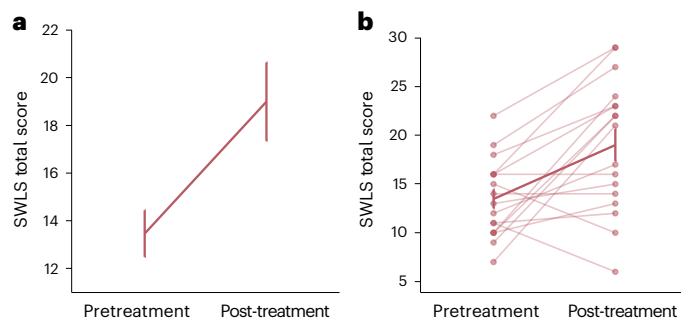 a
22
20
18
16
14
12
SWLS total score
Pretreatment
Post-treatment
b
30
25
20
15
10
5
SWLS total score
Pretreatment
Post-treatment